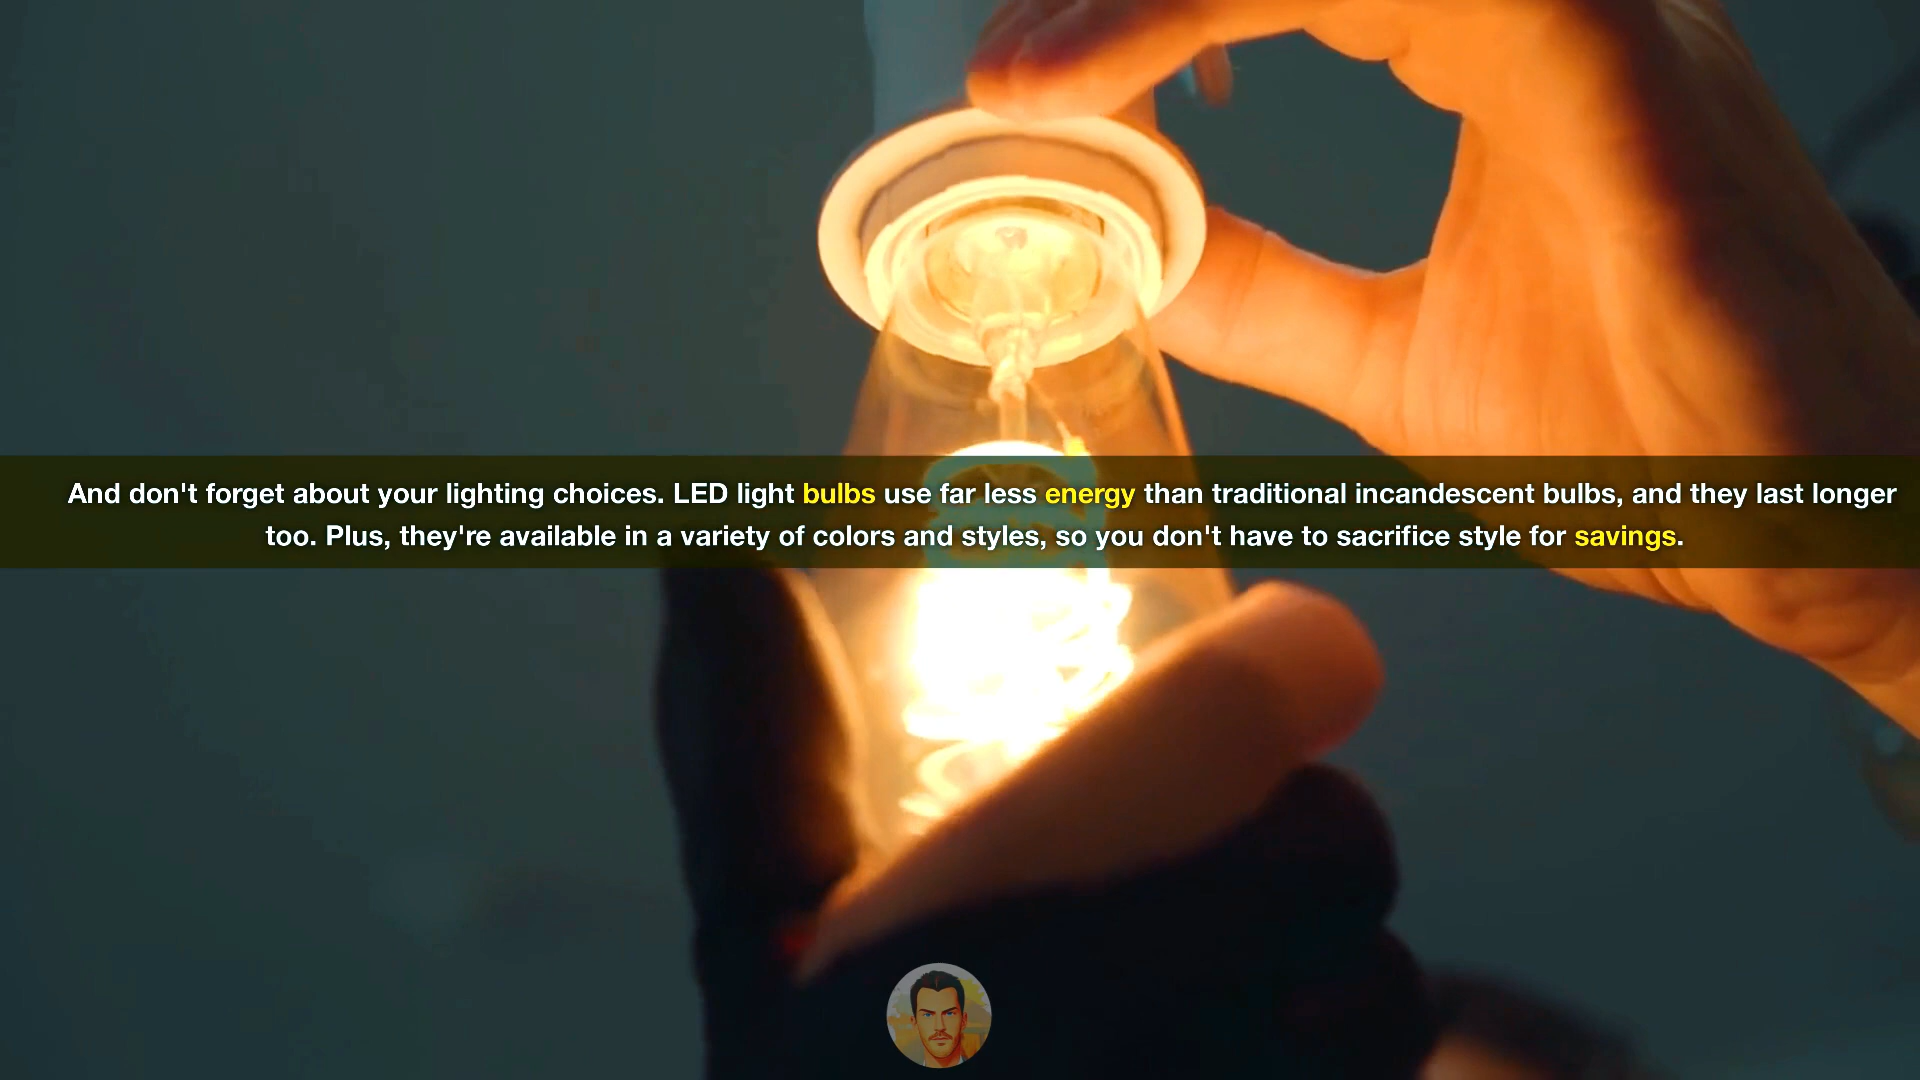 And don't forget about your lighting choices. LED light bulbs use far less energy than traditional incandescent bulbs, and they last longer
too. Plus, they're available in a variety of colors and styles, so you don't have to sacrifice style for savings.